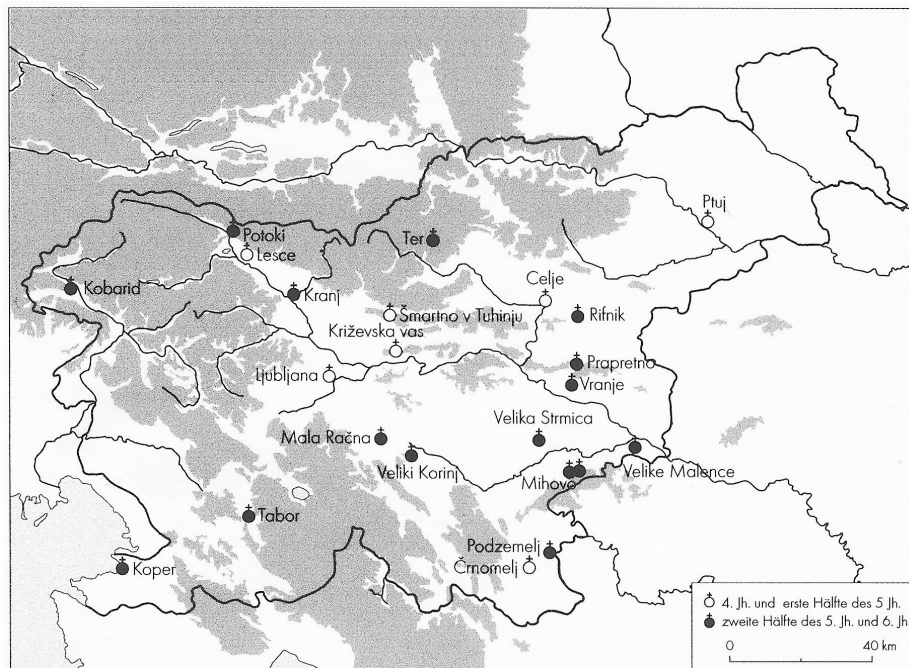 Ptuj
Potoki
Ter
Lesce
Celje
Kobarid
Kranj
Šmartno v Tuhinju
Rifnik
Križevska vas
Prapretno
Ljubljana
Vranje
Velika Strmica
Mala Račna
Veliki Korinj
Velike Malence
Mihovo
Tabor
Podzemelj
Črnomelj
Koper
4. Jh. und erste Hälfte des 5 Jh.
zweite Hälfte des 5. Jh. und 6. Jh.
0 40 km